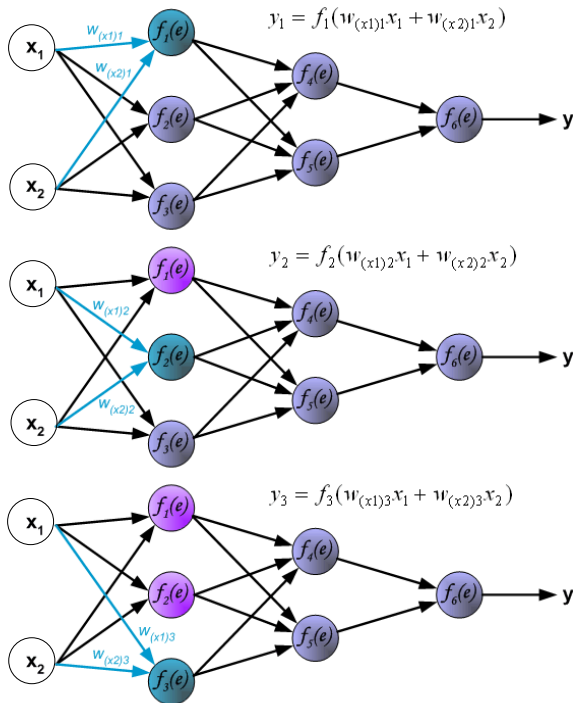 y₁ = f₁(w₍ₓ₁₎₁x₁ + w₍ₓ₂₎₁x₂)
x₁
w₍ₓ₁₎₁
f₁(e)
w₍ₓ₂₎₁
f₄(e)
f₂(e)
f₆(e)
y
f₅(e)
x₂
f₃(e)
y₂ = f₂(w₍ₓ₁₎₂x₁ + w₍ₓ₂₎₂x₂)
x₁
f₁(e)
w₍ₓ₁₎₂
f₄(e)
f₂(e)
f₆(e)
y
w₍ₓ₂₎₂
f₅(e)
x₂
f₃(e)
y₃ = f₃(w₍ₓ₁₎₃x₁ + w₍ₓ₂₎₃x₂)
f₁(e)
x₁
f₄(e)
f₂(e)
f₆(e)
y
w₍ₓ₁₎₃
f₅(e)
x₂
w₍ₓ₂₎₃
f₃(e)